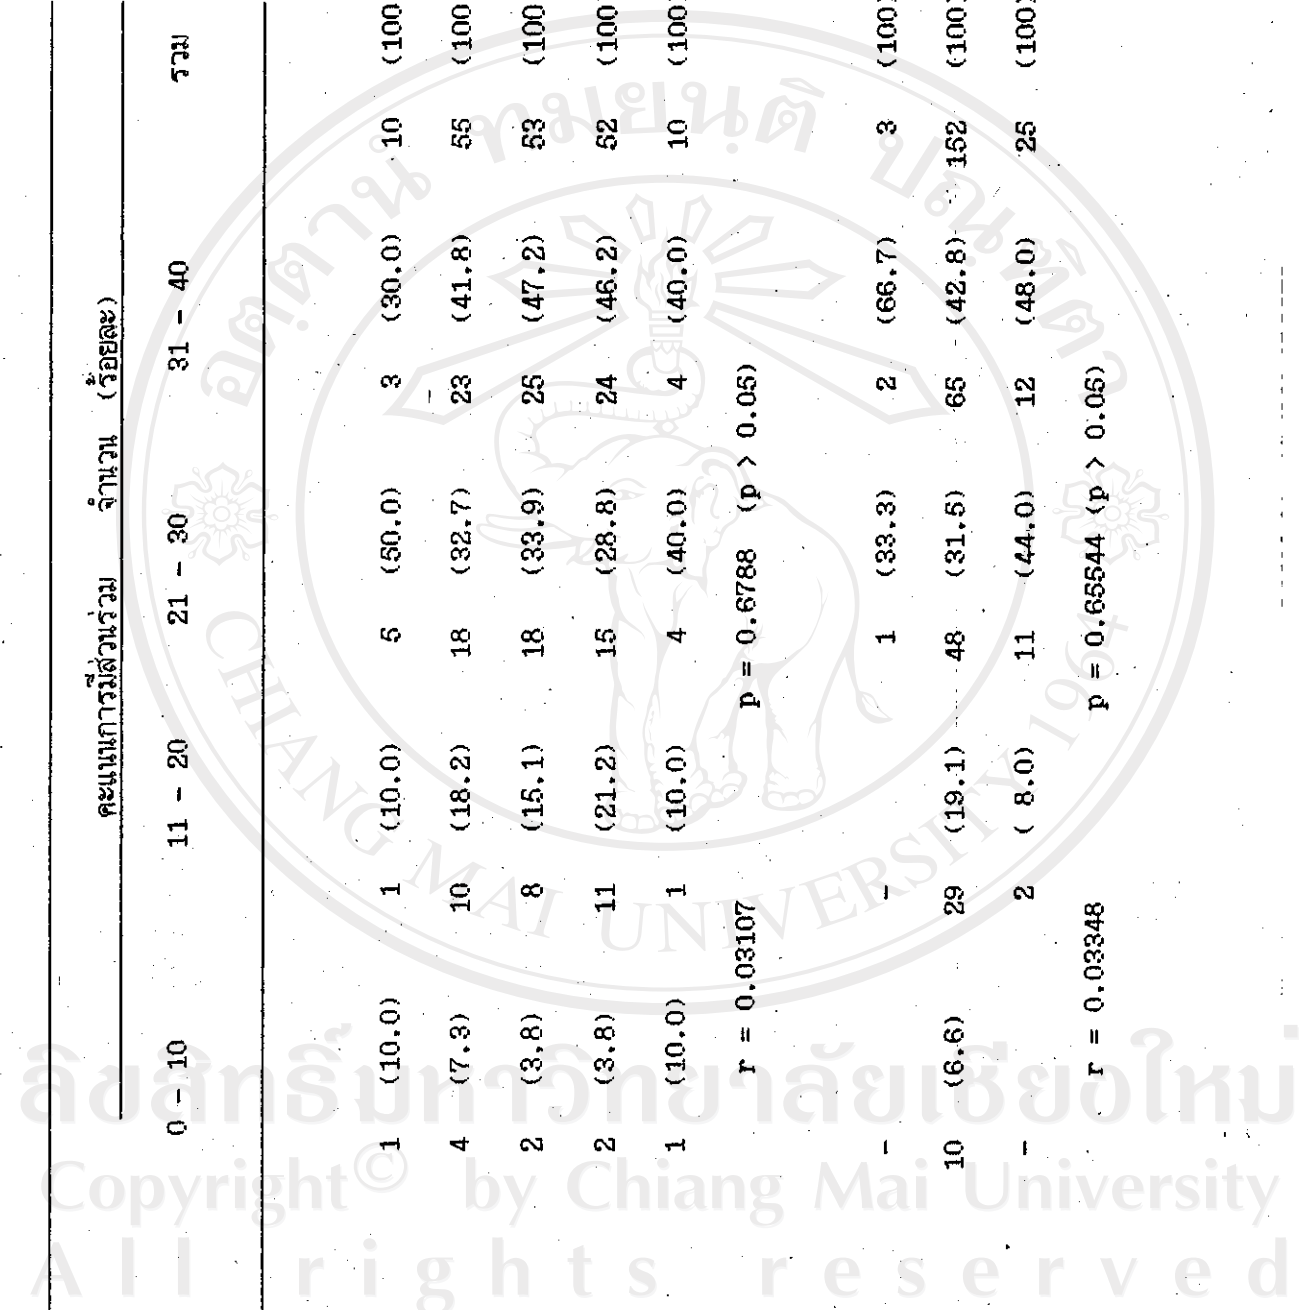 คะแนนการมีส่วนร่วม จำนวน (ร้อยละ)
0 - 10 11 - 20 21 - 30 31 - 40 รวม
1 (10.0) 1 (10.0) 5 (50.0) 3 (30.0) 10 (100
4 (7.3) 10 (18.2) 18 (32.7) 23 (41.8) 55 (100
2 (3.8) 8 (15.1) 18 (33.9) 25 (47.2) 53 (100
2 (3.8) 11 (21.2) 15 (28.8) 24 (46.2) 52 (100
1 (10.0) 1 (10.0) 4 (40.0) 4 (40.0) 10 (100
r = 0.03107 p = 0.6788 (p > 0.05)
- - 1 (33.3) 2 (66.7) 3 (100)
10 (6.6) 29 (19.1) 48 (31.5) 65 (42.8) 152 (100)
- 2 ( 8.0) 11 (44.0) 12 (48.0) 25 (100)
r = 0.03348 p = 0.65544 (p > 0.05)
CHIANG MAI UNIVERSITY 1964
ลิขสิทธิ์มหาวิทยาลัยเชียงใหม่
Copyright© by Chiang Mai University
All rights reserved